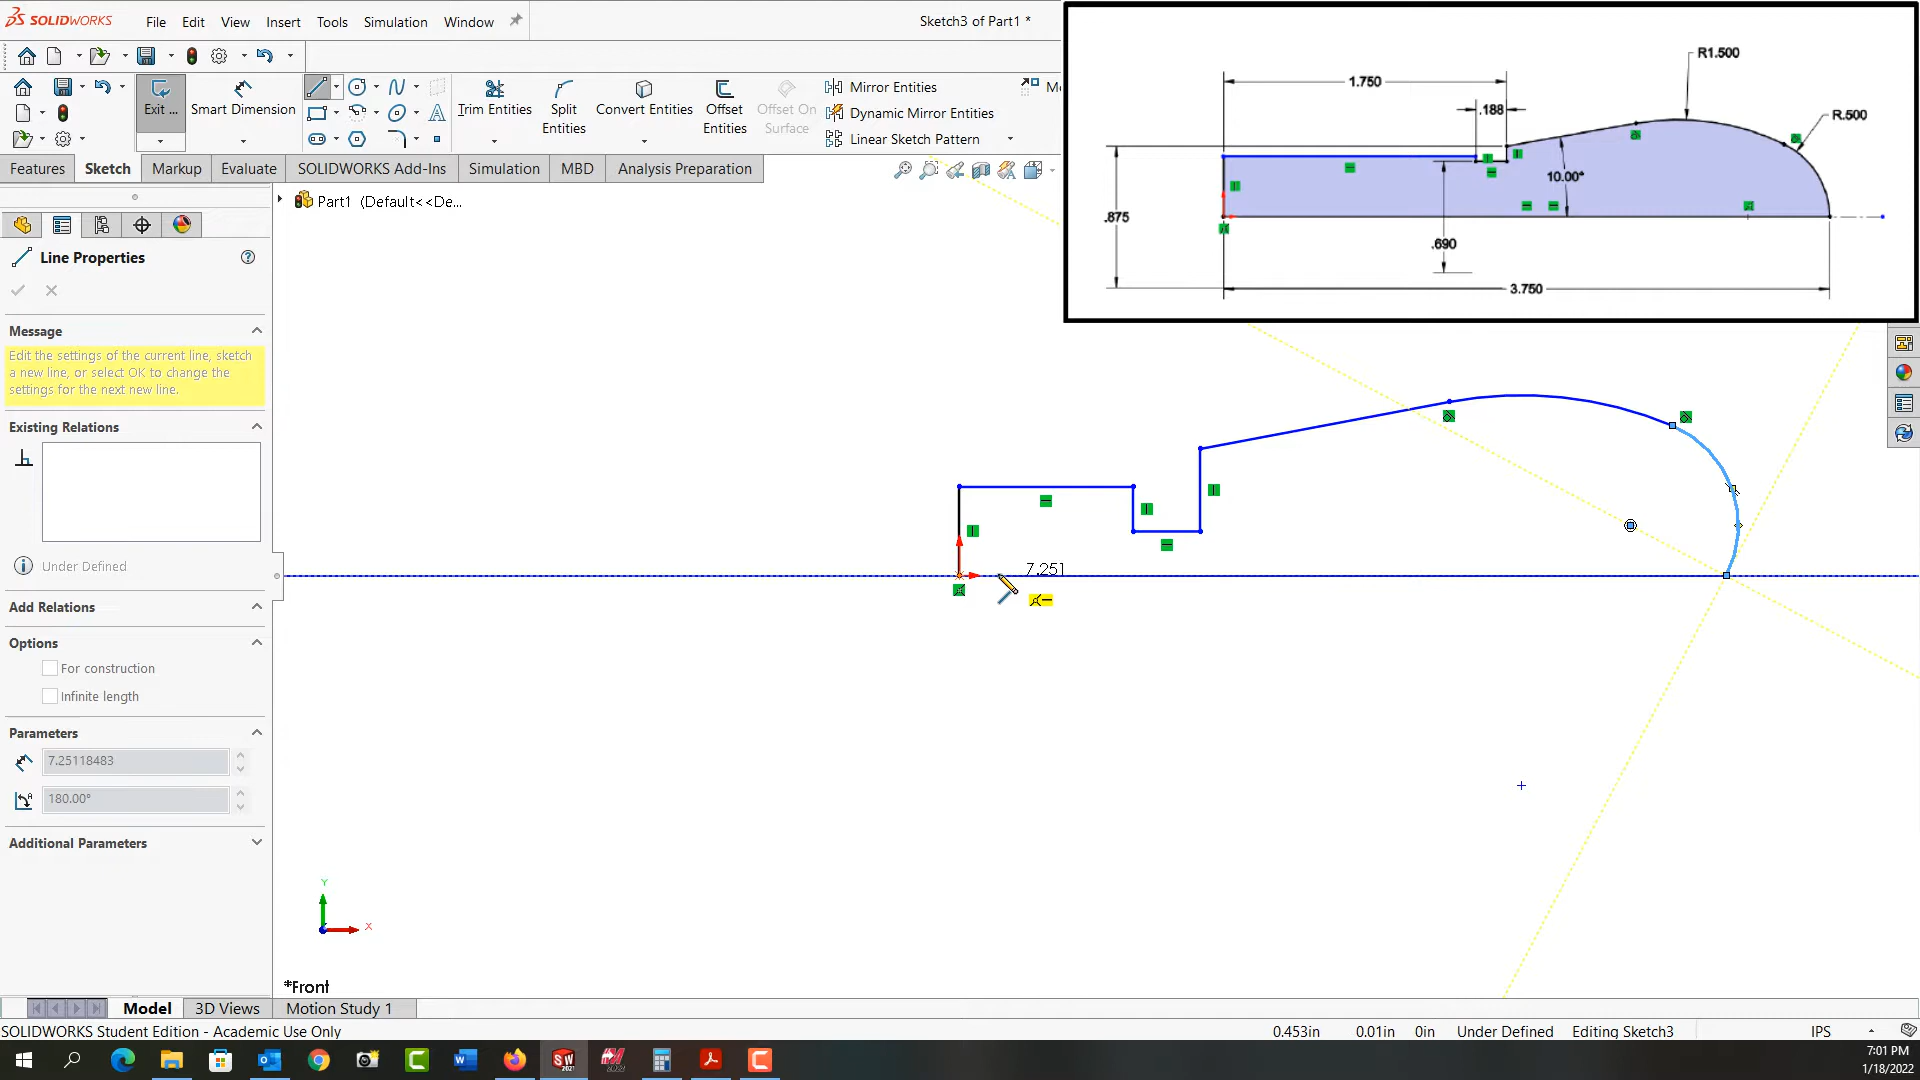 SOLIDWORKS
File Edit View Insert Tools Simulation Window
Sketch3 of Part1 *
Exit ...
Smart Dimension
Trim Entities
Split Entities
Convert Entities
Offset Entities
Offset On Surface
Mirror Entities
Dynamic Mirror Entities
Linear Sketch Pattern
Features Sketch Markup Evaluate SOLIDWORKS Add-Ins Simulation MBD Analysis Preparation
Part1 (Default<<De...
Line Properties
Message
Edit the settings of the current line, sketch
a new line, or select OK to change the
settings for the next new line.
Existing Relations
Under Defined
Add Relations
Options
For construction
Infinite length
Parameters
7.25118483
180.00°
Additional Parameters
R1.500
1.750
.188
R.500
10.00°
.875
.690
3.750
7.251
Y
X
*Front
Model 3D Views Motion Study 1
SOLIDWORKS Student Edition - Academic Use Only
0.453in 0.01in 0in Under Defined Editing Sketch3 IPS
7:01 PM
1/18/2022